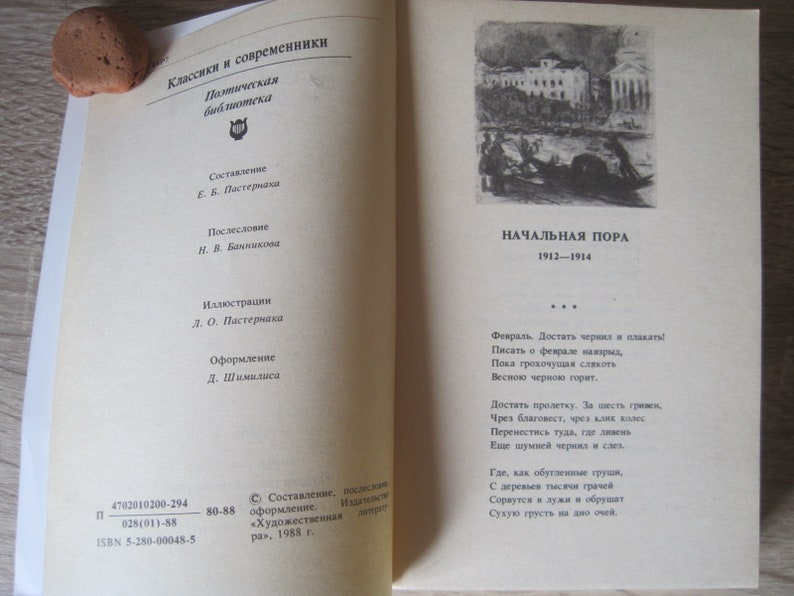 Классики и современники
Поэтическая
библиотека
Составление
Е. Б. Пастернака
Послесловие
Н. В. Банникова
Иллюстрации
Л. О. Пастернака
Оформление
Д. Шимилиса
П 4702010200-294 80-88
028(01)-88
ISBN 5-280-00048-5
© Составление, послесловие,
оформление. Издательство
«Художественная литерату-
ра», 1988 г.
НАЧАЛЬНАЯ ПОРА
1912—1914
* * *
Февраль. Достать чернил и плакать!
Писать о феврале навзрыд,
Пока грохочущая слякоть
Весною черною горит.
Достать пролетку. За шесть гривен,
Чрез благовест, чрез клик колес
Перенестись туда, где ливень
Еще шумней чернил и слез.
Где, как обугленные груши,
С деревьев тысячи грачей
Сорвутся в лужи и обрушат
Сухую грусть на дно очей.